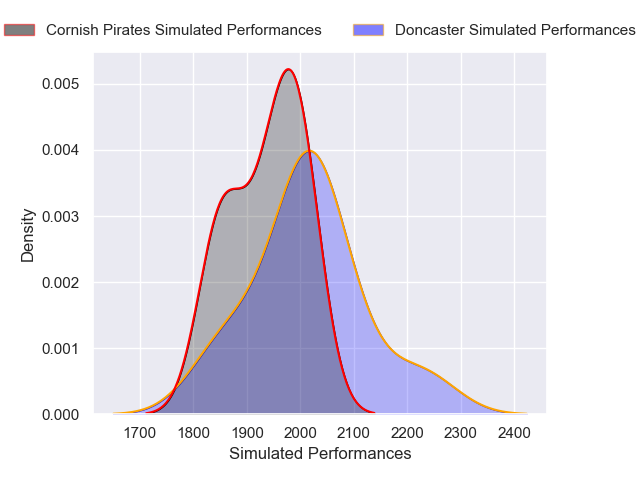 Cornish Pirates Simulated Performances Doncaster Simulated Performances
0.005
0.004
0.003
0.002
0.001
0.000
Density
1700 1800 1900 2000 2100 2200 2300 2400
Simulated Performances